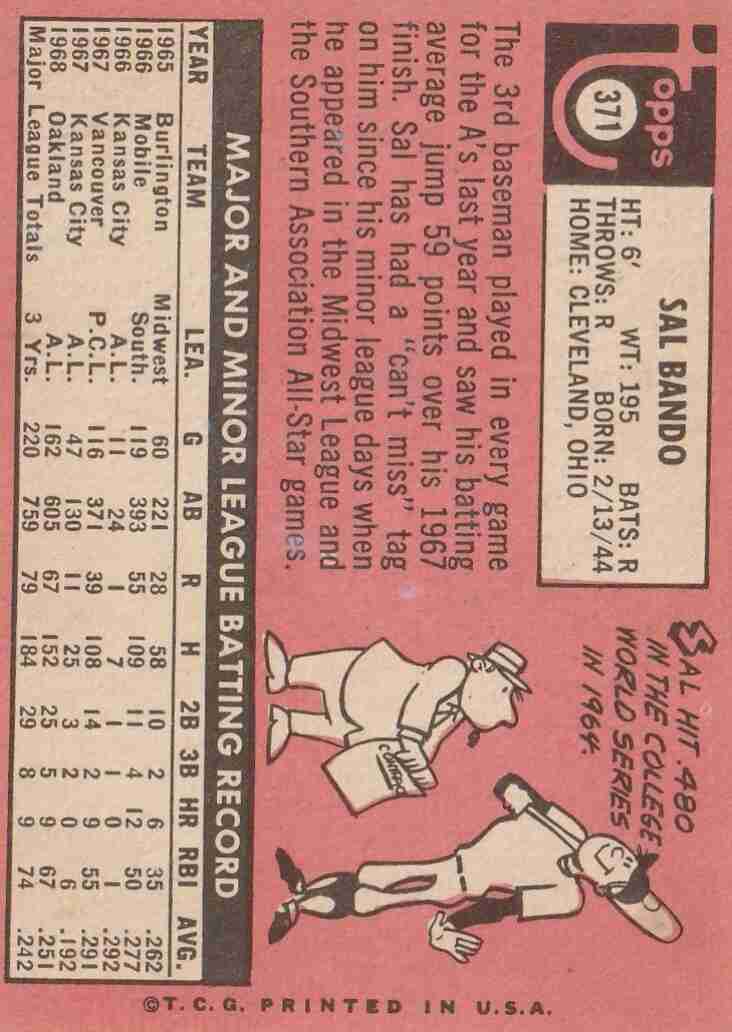 Topps
371
SAL BANDO
HT: 6' WT: 195 BATS: R
THROWS: R BORN: 2/13/44
HOME: CLEVELAND, OHIO
The 3rd baseman played in every game
for the A's last year and saw his batting
average jump 59 points over his 1967
finish. Sal has had a "can't miss" tag
on him since his minor league days when
he appeared in the Midwest League and
the Southern Association All-Star games.
SAL HIT .480
IN THE COLLEGE
WORLD SERIES
IN 1964.
CONTRACT
MAJOR AND MINOR LEAGUE BATTING RECORD
YEAR TEAM LEA. G AB R H 2B 3B HR RBI AVG.
1965 Burlington Midwest 60 221 28 58 10 2 6 35 .262
1966 Mobile South. 119 393 55 109 11 4 12 50 .277
1966 Kansas City A.L. 11 24 1 7 1 1 0 1 .292
1967 Vancouver P.C.L. 116 371 39 108 14 2 9 55 .291
1967 Kansas City A.L. 47 130 11 25 3 2 0 6 .192
1968 Oakland A.L. 162 605 67 152 25 5 9 67 .251
Major League Totals 3 Yrs. 220 759 79 184 29 8 9 74 .242
©T.C.G. PRINTED IN U.S.A.